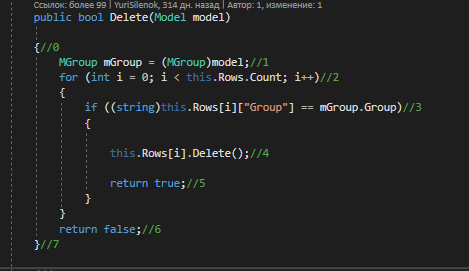 Ссылок: более 99 | YuriSilenok, 314 дн. назад | Автор: 1, изменение: 1
public bool Delete(Model model)
{//0
MGroup mGroup = (MGroup)model;//1
for (int i = 0; i < this.Rows.Count; i++)//2
{
if ((string)this.Rows[i]["Group"] == mGroup.Group)//3
{
this.Rows[i].Delete();//4
return true;//5
}
}
return false;//6
}//7